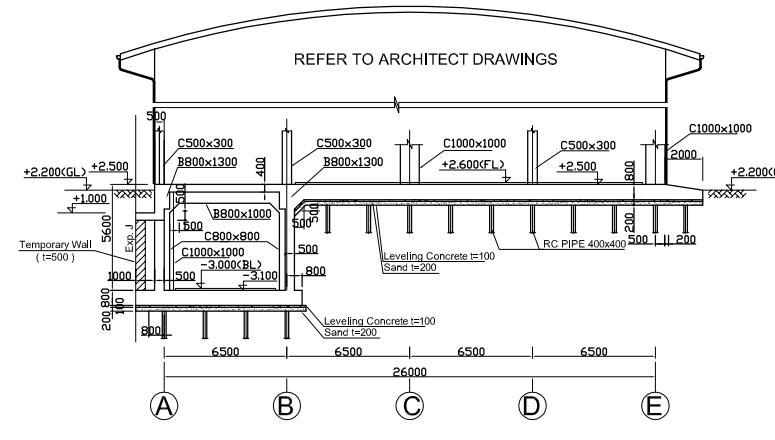 REFER TO ARCHITECT DRAWINGS
500
C500x300
C500x300
C1000x1000
C500x300
C1000x1000
B800x1300
B800x1300
+2.600(FL)
+2.500
2000
+2.200(GL)
+2.500
400
800
+2.200(
+1.000
500
B800x1000
500
500
200
5600
Exp. J
500
C800x800
500
RC PIPE 400x400
500
200
Temporary Wall
( t=500 )
C1000x1000
Leveling Concrete t=100
Sand t=200
-3.000(BL)
1000
500
-3.100
800
800
100
200
800
Leveling Concrete t=100
Sand t=200
6500
6500
6500
6500
26000
A
B
C
D
E